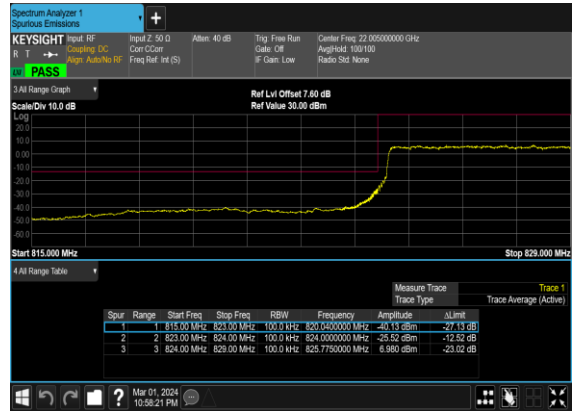 Spectrum Analyzer 1
Spurious Emissions
+
KEYSIGHT Input: RF Input Z: 50 Ω Atten: 40 dB Trig: Free Run Center Freq: 22.005000000 GHz
R T Coupling: DC Corr CCorr Gate: Off Avg|Hold: 100/100
Align: Auto/No RF Freq Ref: Int (S) IF Gain: Low Radio Std: None
PASS
3 All Range Graph
Ref Lvl Offset 7.60 dB
Scale/Div 10.0 dB Ref Value 30.00 dBm
Log
20.0
10.0
0.00
-10.0
-20.0
-30.0
-40.0
-50.0
-60.0
Start 815.000 MHz Stop 829.000 MHz
4 All Range Table
Measure Trace Trace 1
Trace Type Trace Average (Active)
Spur Range Start Freq Stop Freq RBW Frequency Amplitude ΔLimit
1 1 815.00 MHz 823.00 MHz 100.0 kHz 820.0400000 MHz -40.13 dBm -27.13 dB
2 2 823.00 MHz 824.00 MHz 100.0 kHz 824.0000000 MHz -25.52 dBm -12.52 dB
3 3 824.00 MHz 829.00 MHz 100.0 kHz 825.7750000 MHz 6.980 dBm -23.02 dB
?
Mar 01, 2024
10:58:21 PM